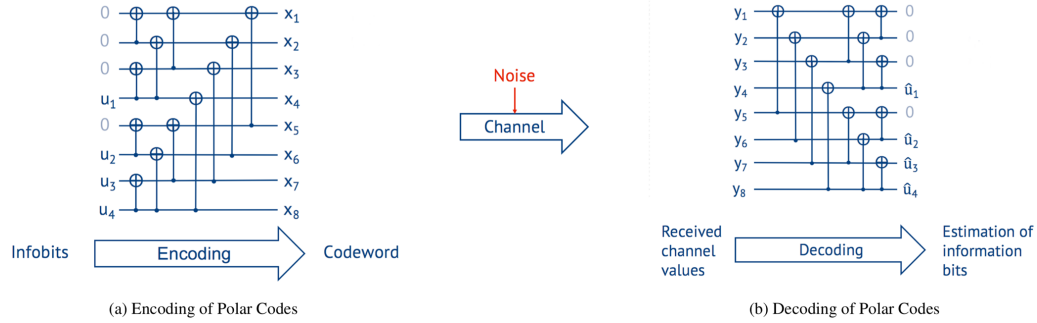 0
0
0
u1
0
u2
u3
u4
x1
x2
x3
x4
x5
x6
x7
x8
Infobits
Encoding
Codeword
(a) Encoding of Polar Codes
Noise
Channel
y1
y2
y3
y4
y5
y6
y7
y8
0
0
0
û1
0
û2
û3
û4
Received
channel
values
Decoding
Estimation of
information
bits
(b) Decoding of Polar Codes